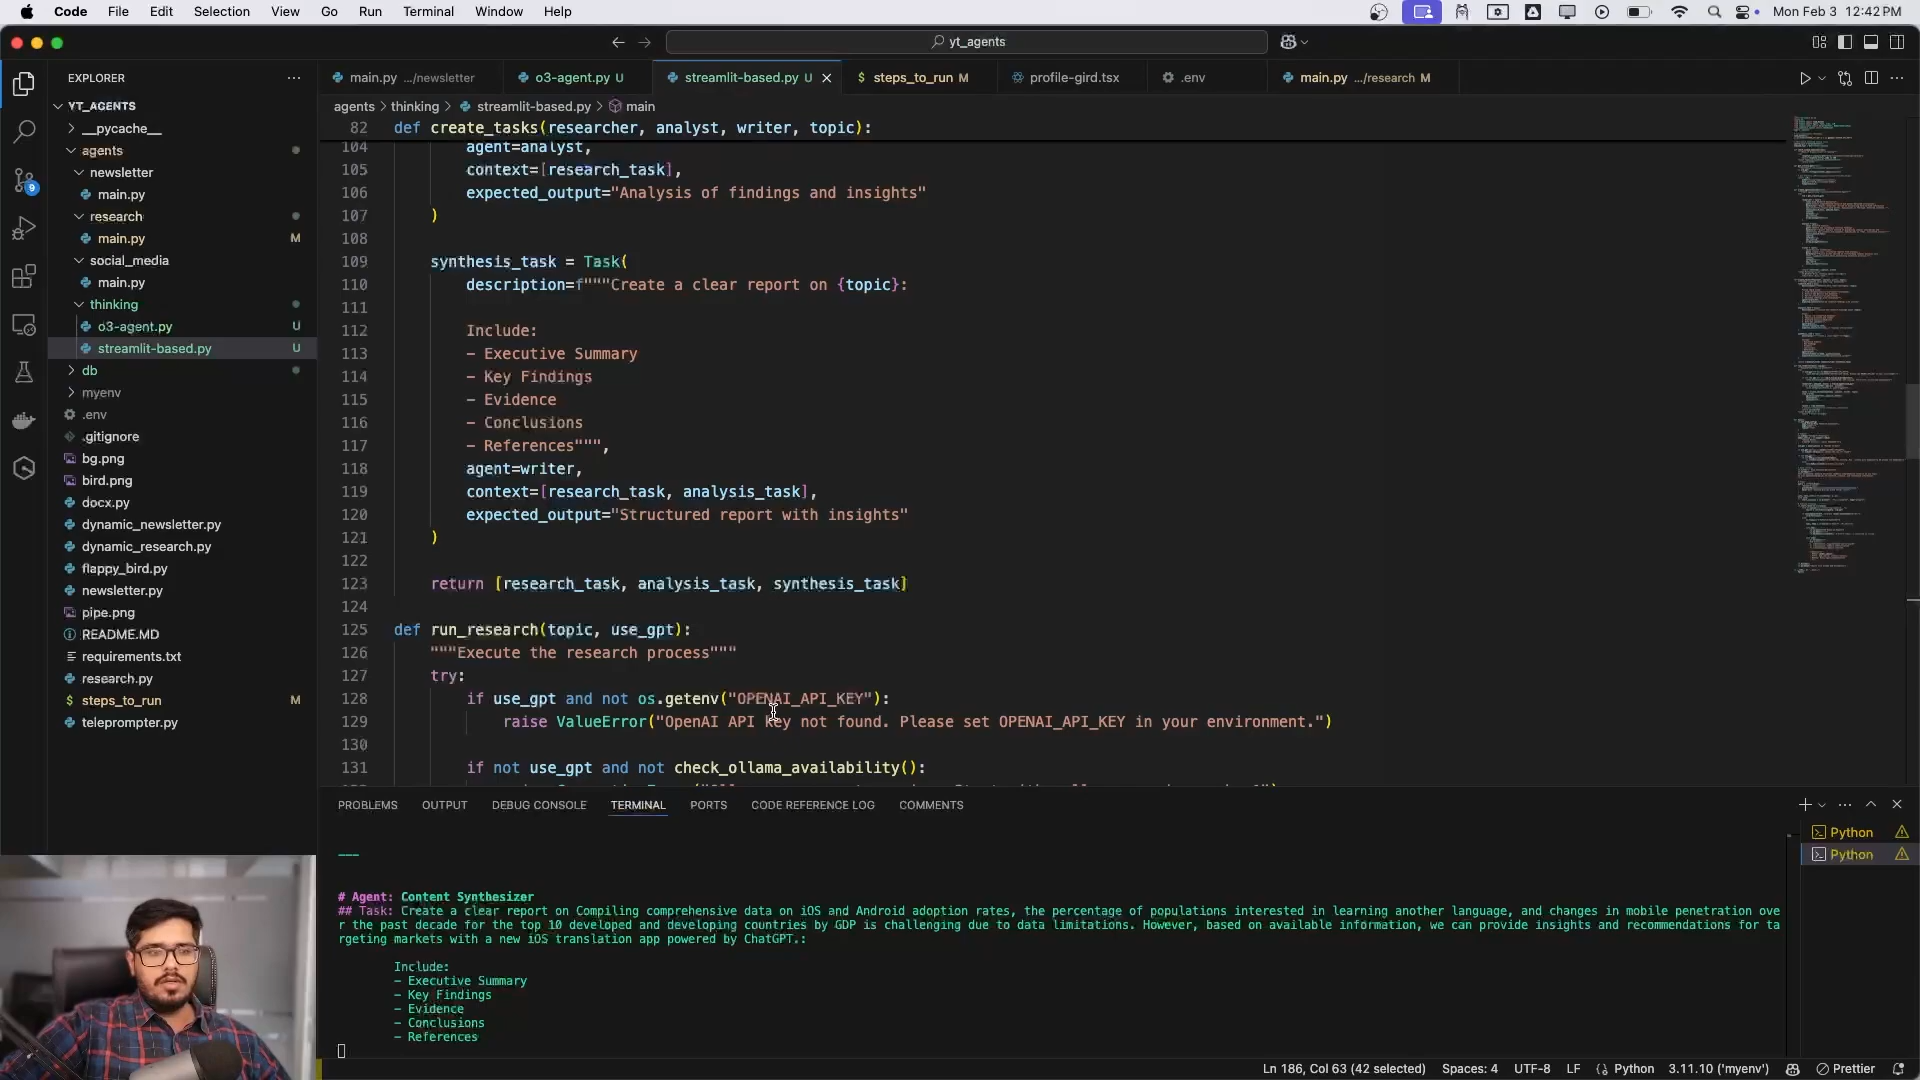 Code File Edit Selection View Go Run Terminal Window Help
Mon Feb 3 12:42 PM
yt_agents
EXPLORER
main.py .../newsletter
o3-agent.py U
streamlit-based.py U
steps_to_run M
profile-gird.tsx
.env
main.py .../research M
YT_AGENTS
__pycache__
agents
newsletter
main.py
research
main.py M
social_media
main.py
thinking
o3-agent.py U
streamlit-based.py U
db
myenv
.env
.gitignore
bg.png
bird.png
docx.py
dynamic_newsletter.py
dynamic_research.py
flappy_bird.py
newsletter.py
pipe.png
README.MD
requirements.txt
research.py
steps_to_run M
teleprompter.py
9
agents > thinking > streamlit-based.py > main
82 def create_tasks(researcher, analyst, writer, topic):
104 agent=analyst,
105 context=[research_task],
106 expected_output="Analysis of findings and insights"
107 )
108
109 synthesis_task = Task(
110 description=f"""Create a clear report on {topic}:
111
112 Include:
113 - Executive Summary
114 - Key Findings
115 - Evidence
116 - Conclusions
117 - References""",
118 agent=writer,
119 context=[research_task, analysis_task],
120 expected_output="Structured report with insights"
121 )
122
123 return [research_task, analysis_task, synthesis_task]
124
125 def run_research(topic, use_gpt):
126 """Execute the research process"""
127 try:
128 if use_gpt and not os.getenv("OPENAI_API_KEY"):
129 raise ValueError("OpenAI API key not found. Please set OPENAI_API_KEY in your environment.")
130
131 if not use_gpt and not check_ollama_availability():
PROBLEMS OUTPUT DEBUG CONSOLE TERMINAL PORTS CODE REFERENCE LOG COMMENTS
Python
Python
# Agent: Content Synthesizer
## Task: Create a clear report on Compiling comprehensive data on iOS and Android adoption rates, the percentage of populations interested in learning another language, and changes in mobile penetration ove
r the past decade for the top 10 developed and developing countries by GDP is challenging due to data limitations. However, based on available information, we can provide insights and recommendations for ta
rgeting markets with a new iOS translation app powered by ChatGPT.:
Include:
- Executive Summary
- Key Findings
- Evidence
- Conclusions
- References
Ln 186, Col 63 (42 selected) Spaces: 4 UTF-8 LF Python 3.11.10 ('myenv') Prettier